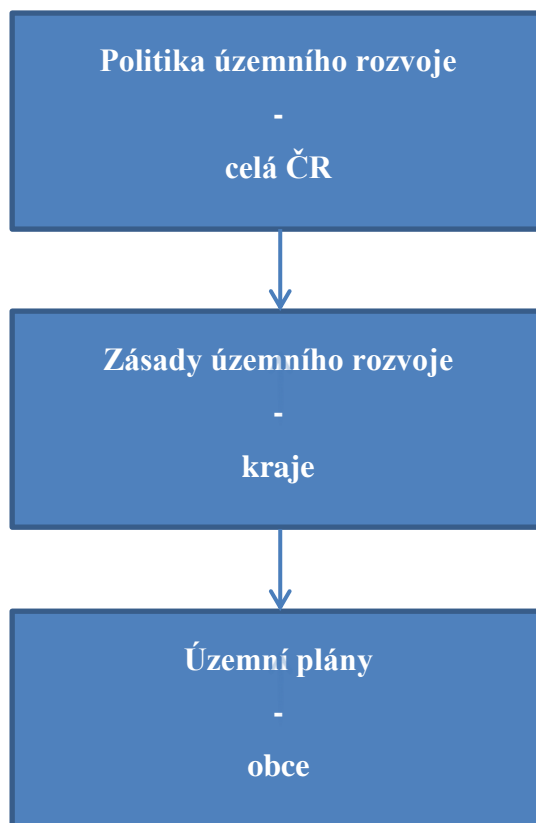 Politika územního rozvoje
-
celá ČR
Zásady územního rozvoje
-
kraje
Územní plány
-
obce